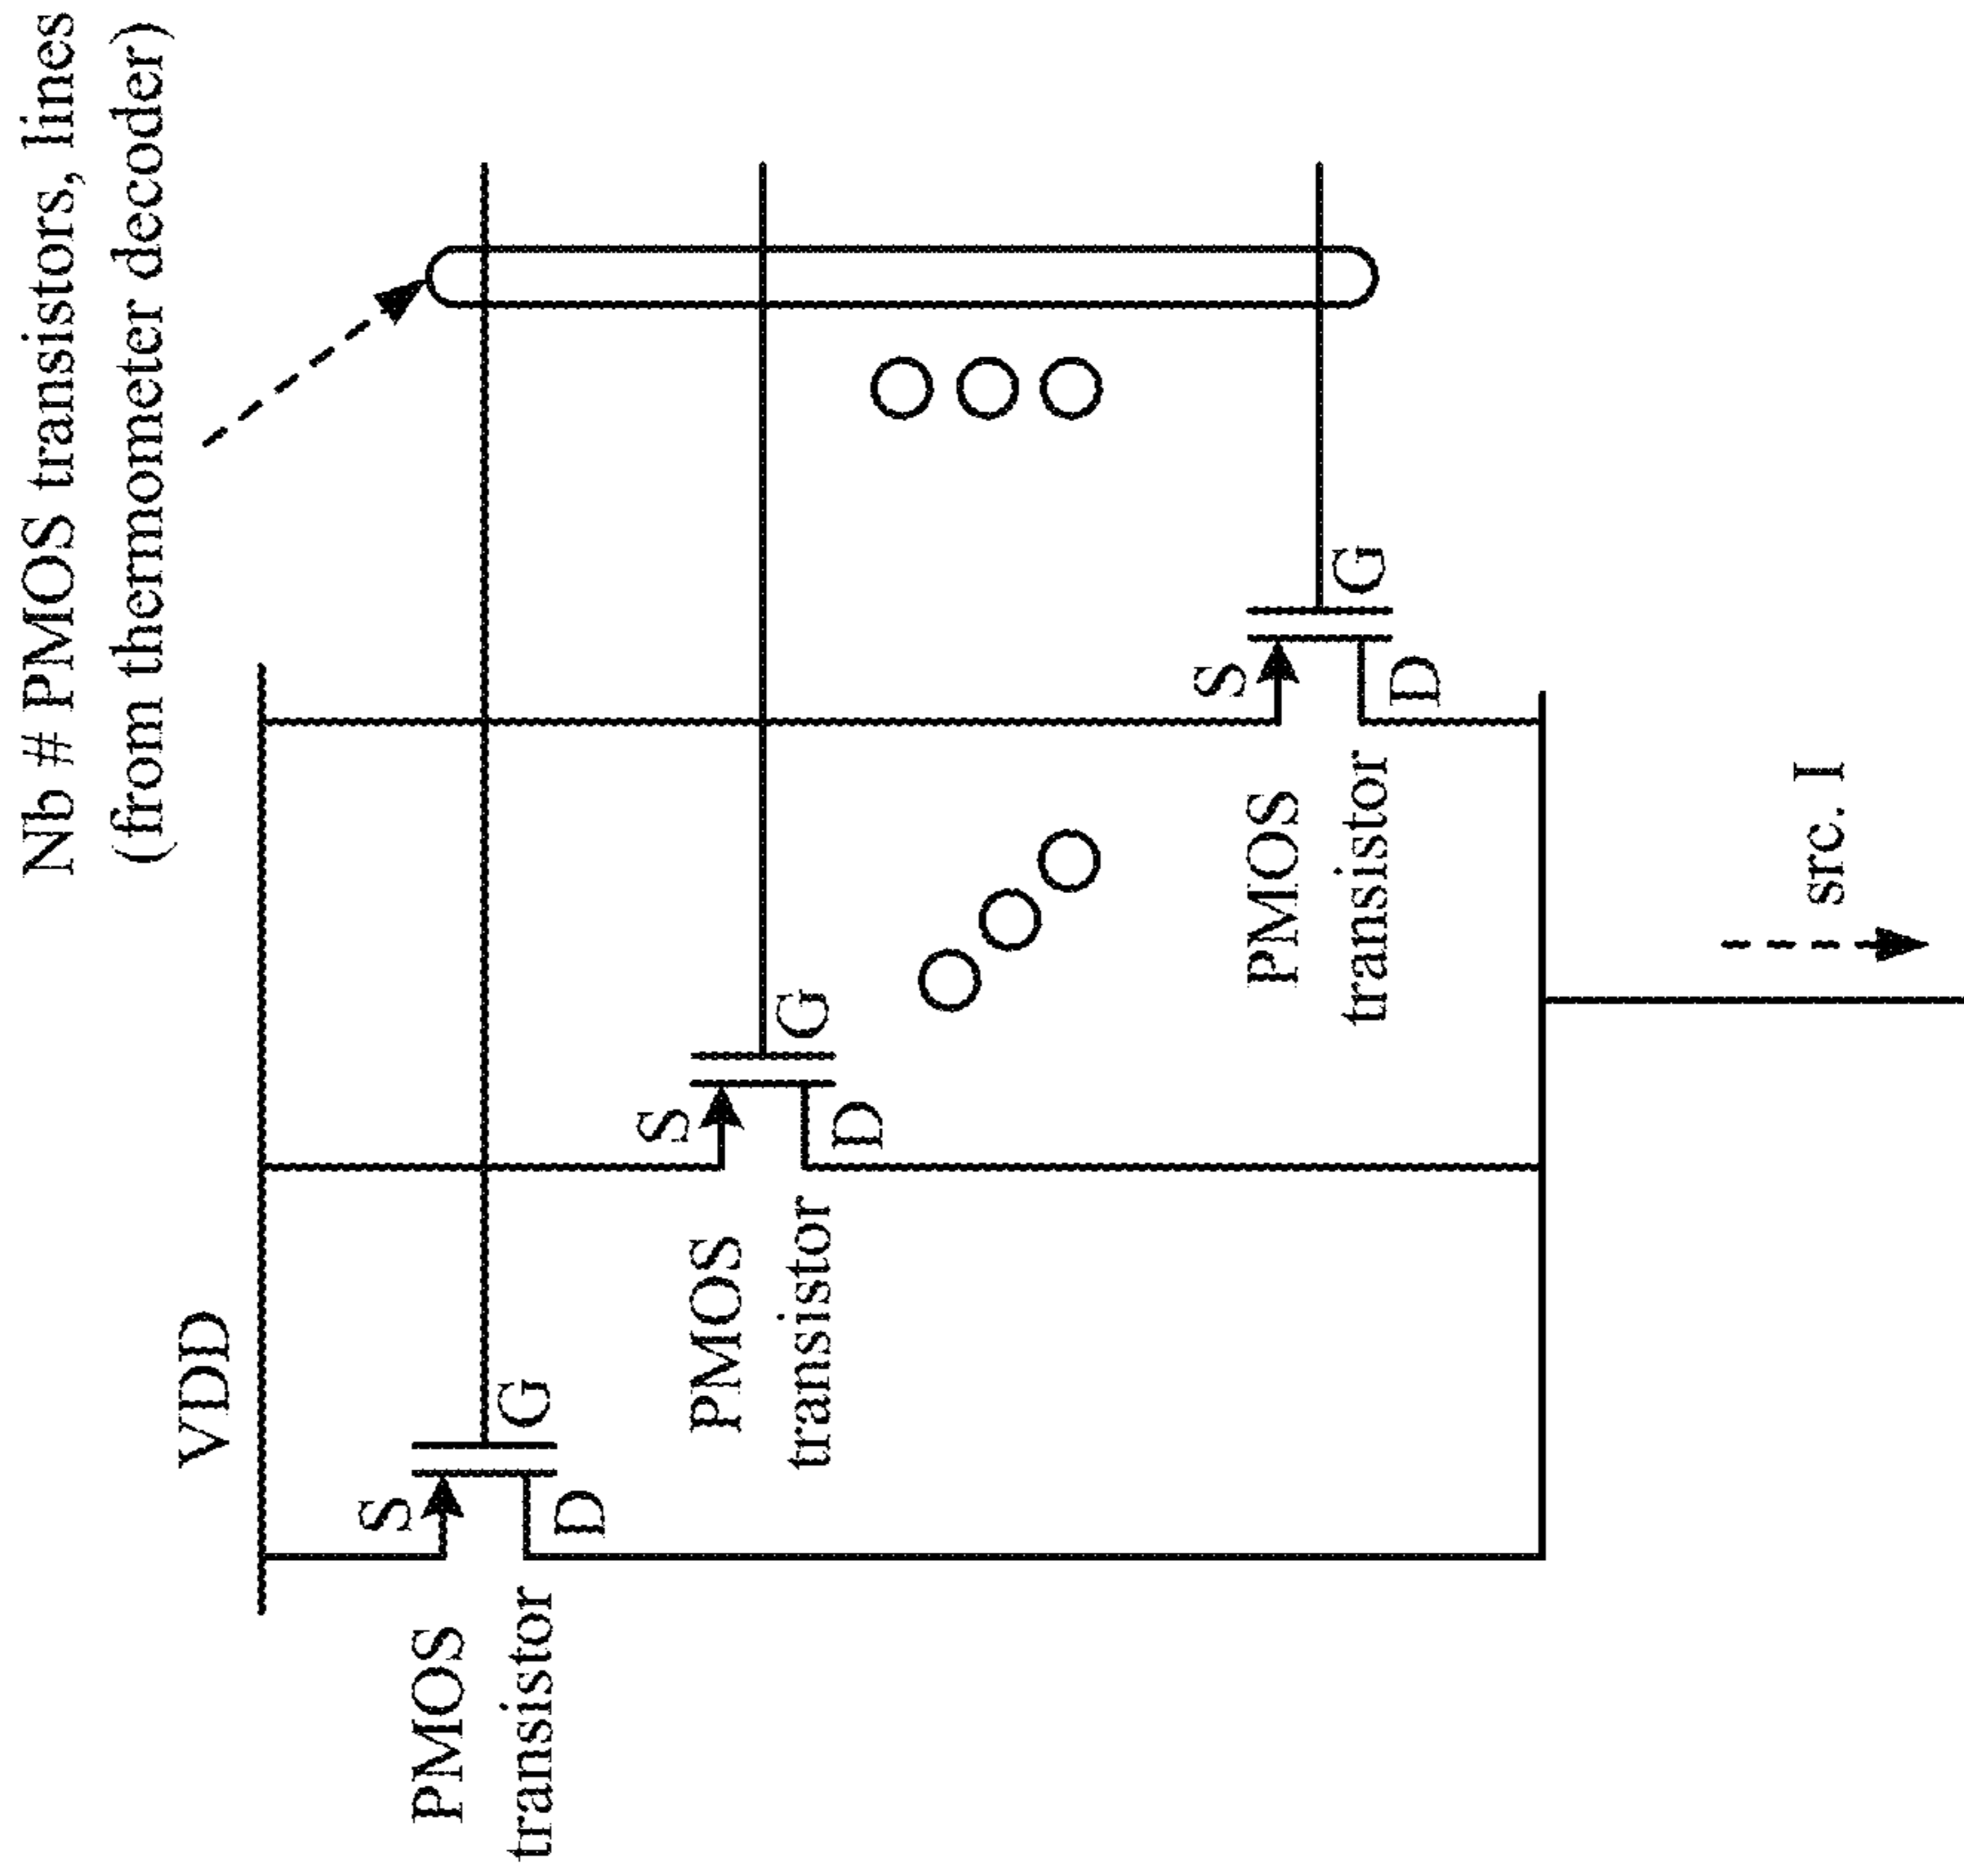 Nb # PMOS transistors, lines
(from thermometer decoder)
VDD
S
G
D
PMOS
transistor
S
G
D
PMOS
transistor
S
G
D
PMOS
transistor
src. I